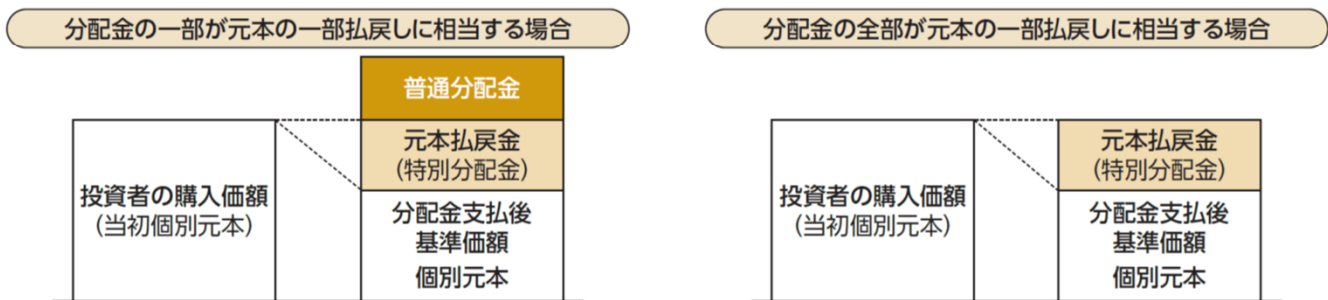 分配金の一部が元本の一部払戻しに相当する場合
普通分配金
元本払戻金
(特別分配金)
投資者の購入価額
(当初個別元本)
分配金支払後
基準価額
個別元本
分配金の全部が元本の一部払戻しに相当する場合
元本払戻金
(特別分配金)
投資者の購入価額
(当初個別元本)
分配金支払後
基準価額
個別元本